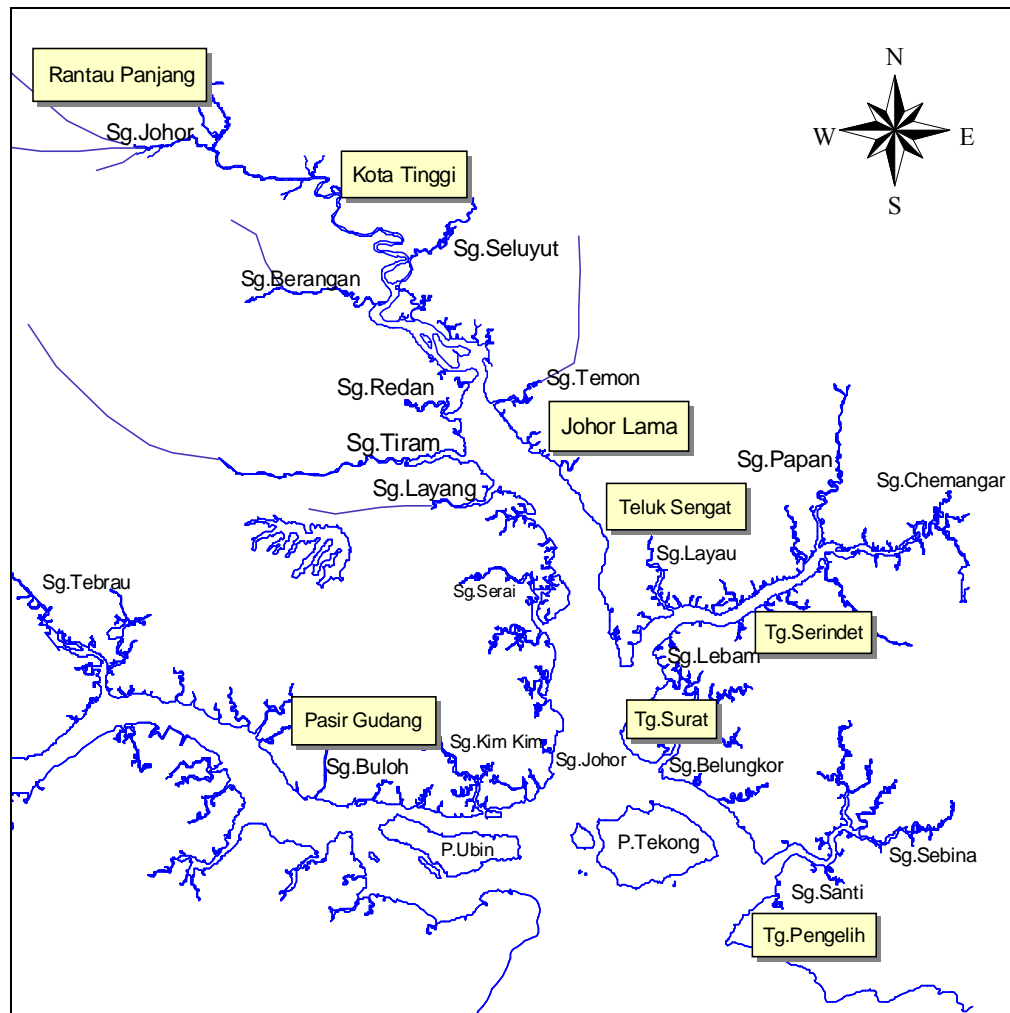 N
Rantau Panjang
Sg.Johor
W
E
Kota Tinggi
S
Sg.Seluyut
Sg.Berangan
Sg.Temon
Sg.Redan
Johor Lama
Sg.Tiram
Sg.Papan
Sg.Chemangar
Sg.Layang
Teluk Sengat
Sg.Layau
Sg.Tebrau
Sg.Serai
Tg.Serindet
Sg.Lebam
Pasir Gudang
Tg.Surat
Sg.Kim Kim
Sg.Johor
Sg.Buloh
Sg.Belungkor
P.Ubin
P.Tekong
Sg.Sebina
Sg.Santi
Tg.Pengelih